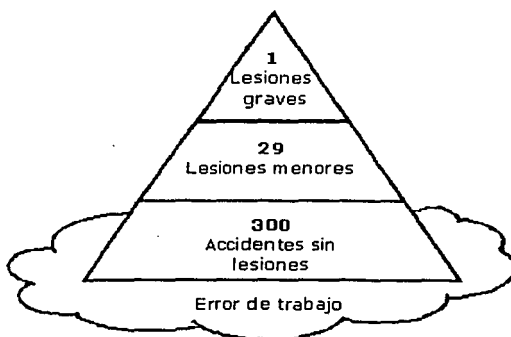 1
Lesiones
graves
29
Lesiones menores
300
Accidentes sin
lesiones
Error de trabajo